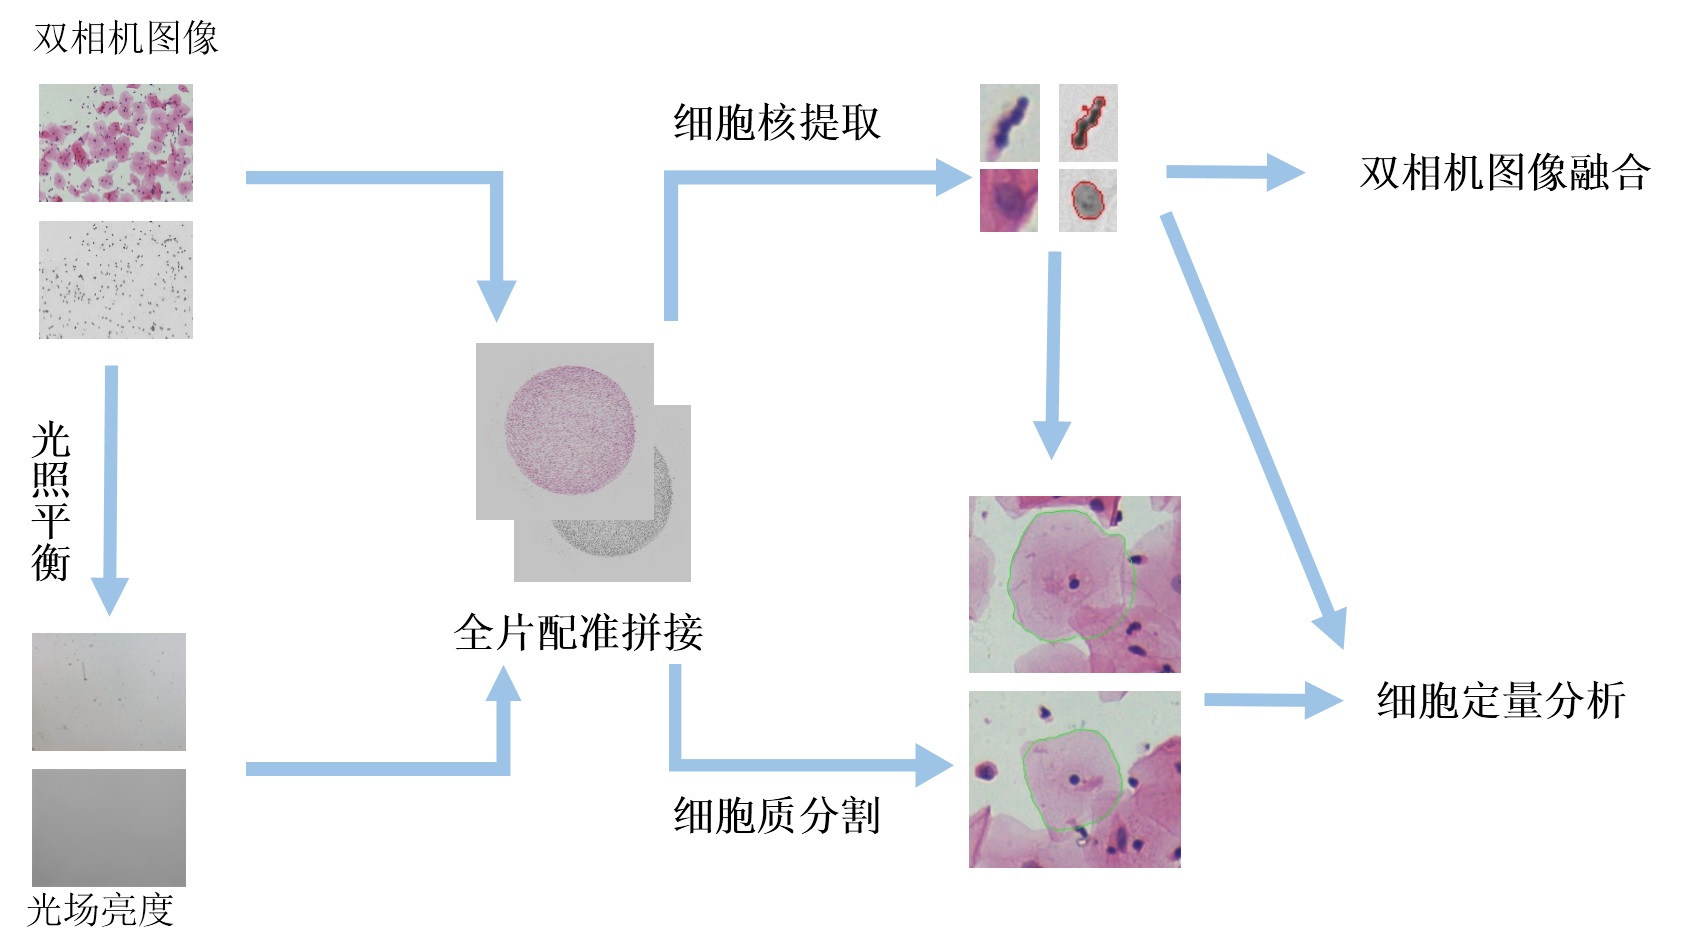 双相机图像
细胞核提取
双相机图像融合
光照平衡
全片配准拼接
细胞定量分析
细胞质分割
光场亮度